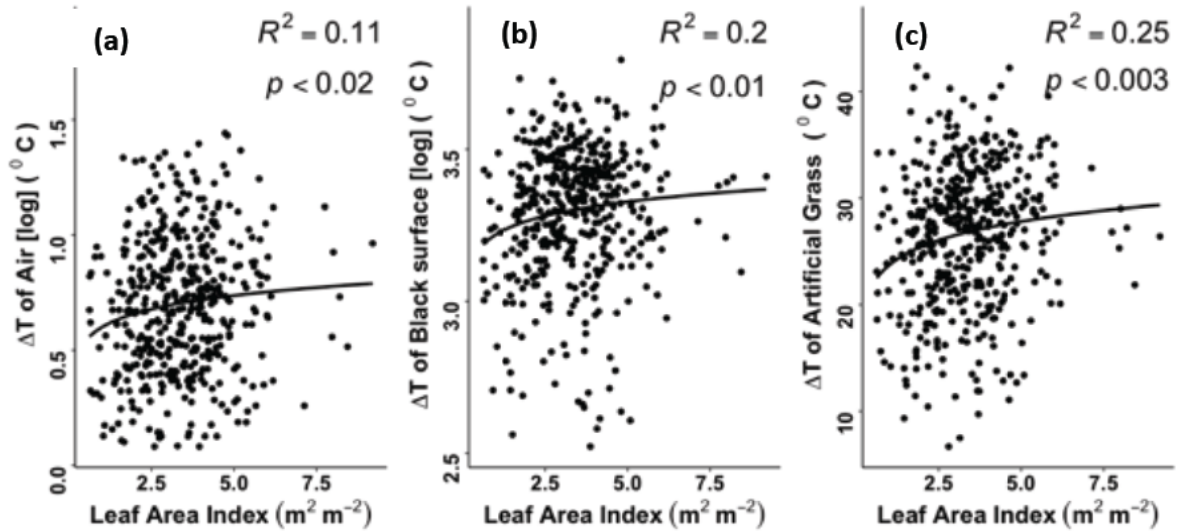 (a)
R² = 0.11
p < 0.02
ΔT of Air [log] (⁰C)
1.5
1.0
0.5
0.0
2.5 5.0 7.5
Leaf Area Index (m² m⁻²)
(b)
R² = 0.2
p < 0.01
ΔT of Black surface [log] (⁰C)
3.5
3.0
2.5
2.5 5.0 7.5
Leaf Area Index (m² m⁻²)
(c)
R² = 0.25
p < 0.003
ΔT of Artificial Grass (⁰C)
40
30
20
10
2.5 5.0 7.5
Leaf Area Index (m² m⁻²)